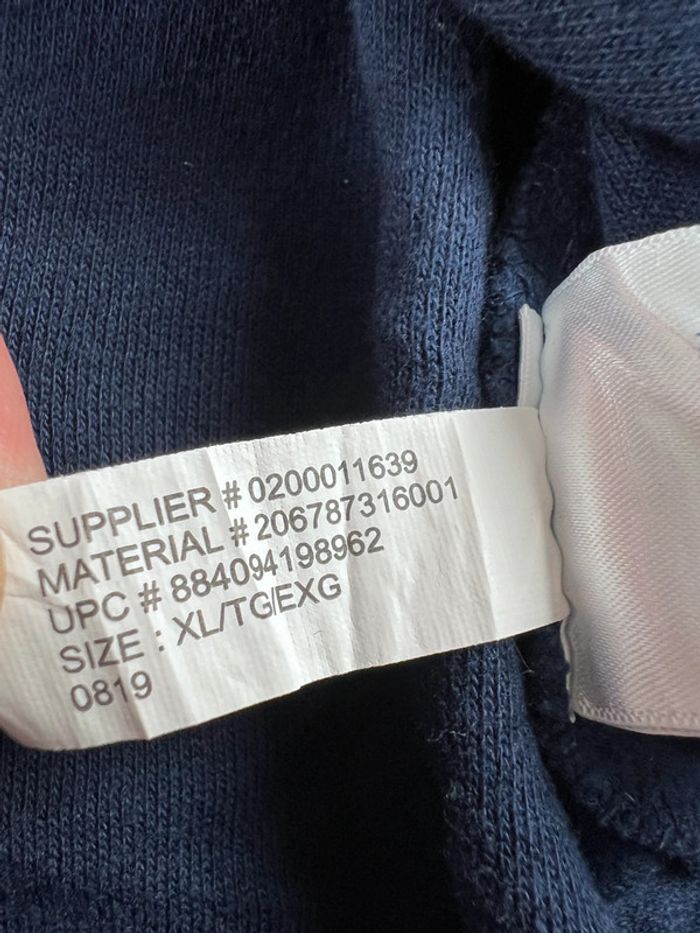 SUPPLIER # 0200011639
MATERIAL # 206787316001
UPC # 884094198962
SIZE : XL/TG/EXG
0819